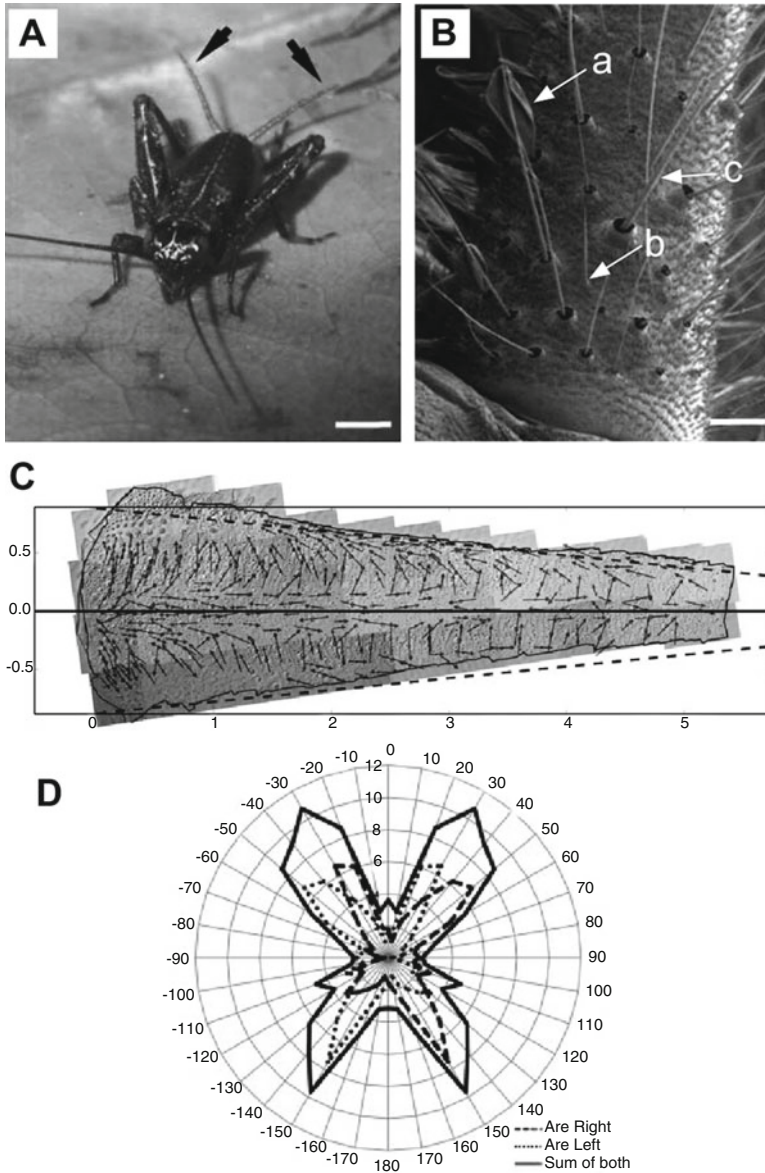 A
B
a
b
c
C
0.5
0.0
-0.5
0 1 2 3 4 5
D
0
-10 10
-20 20
-30 30
-40 40
-50 50
-60 60
-70 70
-80 80
-90 90
-100 100
-110 110
-120 120
-130 130
-140 140
-150 150
-160 160
-170 170
180
12
10
8
6
Are Right
Are Left
Sum of both